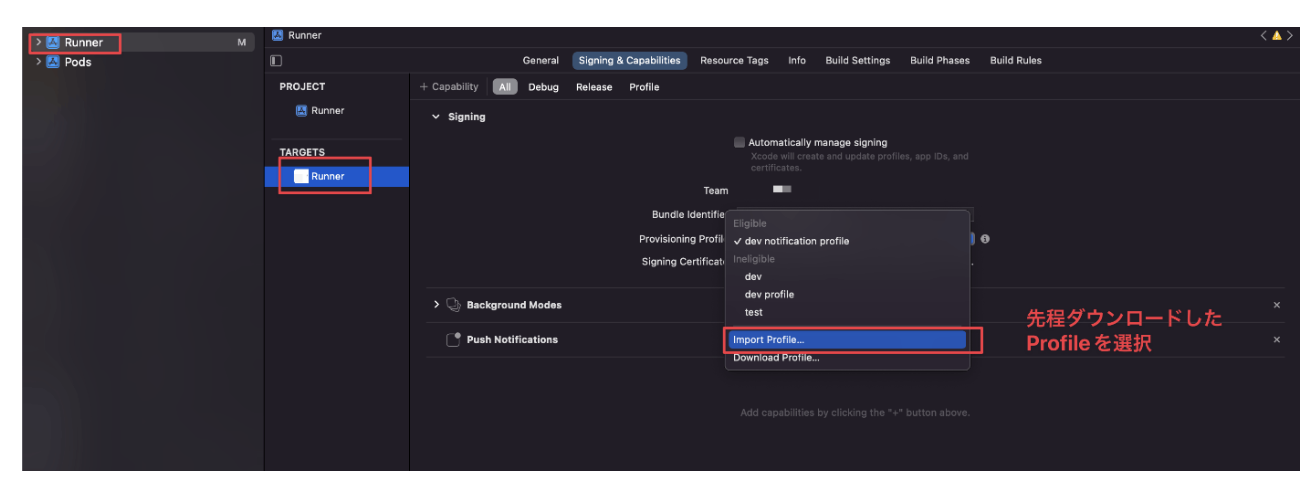 Runner M
Pods
Runner
General Signing & Capabilities Resource Tags Info Build Settings Build Phases Build Rules
PROJECT
Runner
TARGETS
Runner
+ Capability All Debug Release Profile
Signing
Automatically manage signing
Xcode will create and update profiles, app IDs, and
certificates.
Team
Bundle Identifie
Provisioning Profil
Signing Certificat
Eligible
✓ dev notification profile
Ineligible
dev
dev profile
test
Import Profile...
Download Profile...
Background Modes
Push Notifications
先程ダウンロードした
Profileを選択
Add capabilities by clicking the "+" button above.